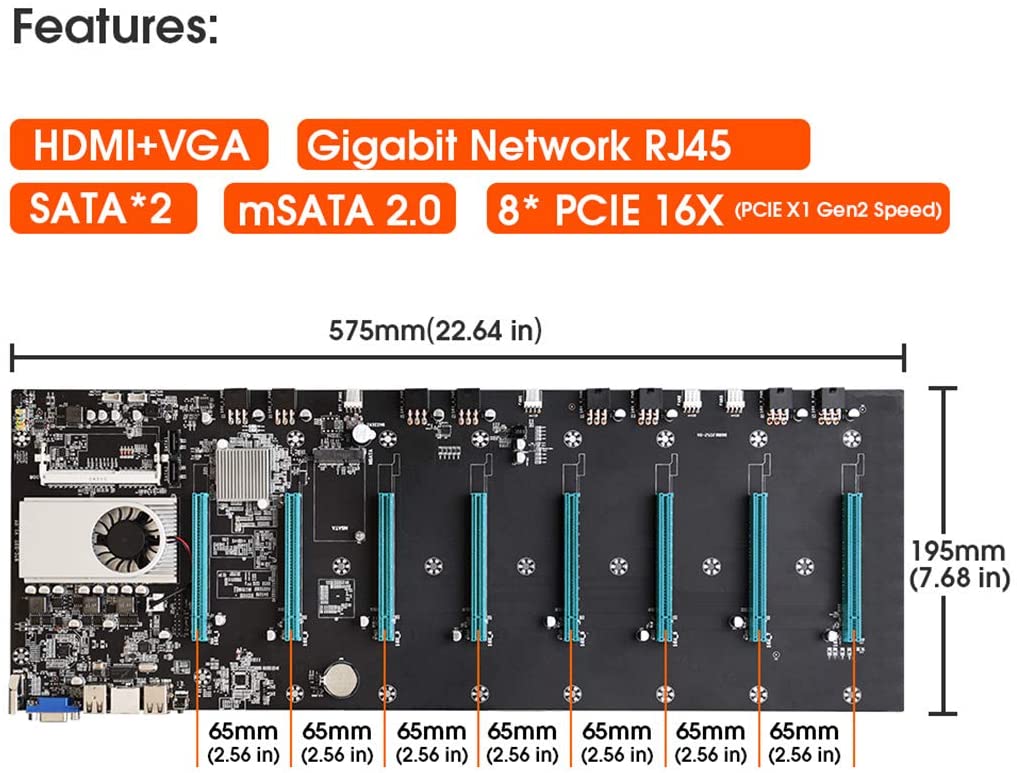 Features:
HDMI+VGA
Gigabit Network RJ45
SATA*2
mSATA 2.0
8* PCIE 16X (PCIE X1 Gen2 Speed)
575mm(22.64 in)
195mm
(7.68 in)
MSATA
65mm
(2.56 in)
65mm
(2.56 in)
65mm
(2.56 in)
65mm
(2.56 in)
65mm
(2.56 in)
65mm
(2.56 in)
65mm
(2.56 in)